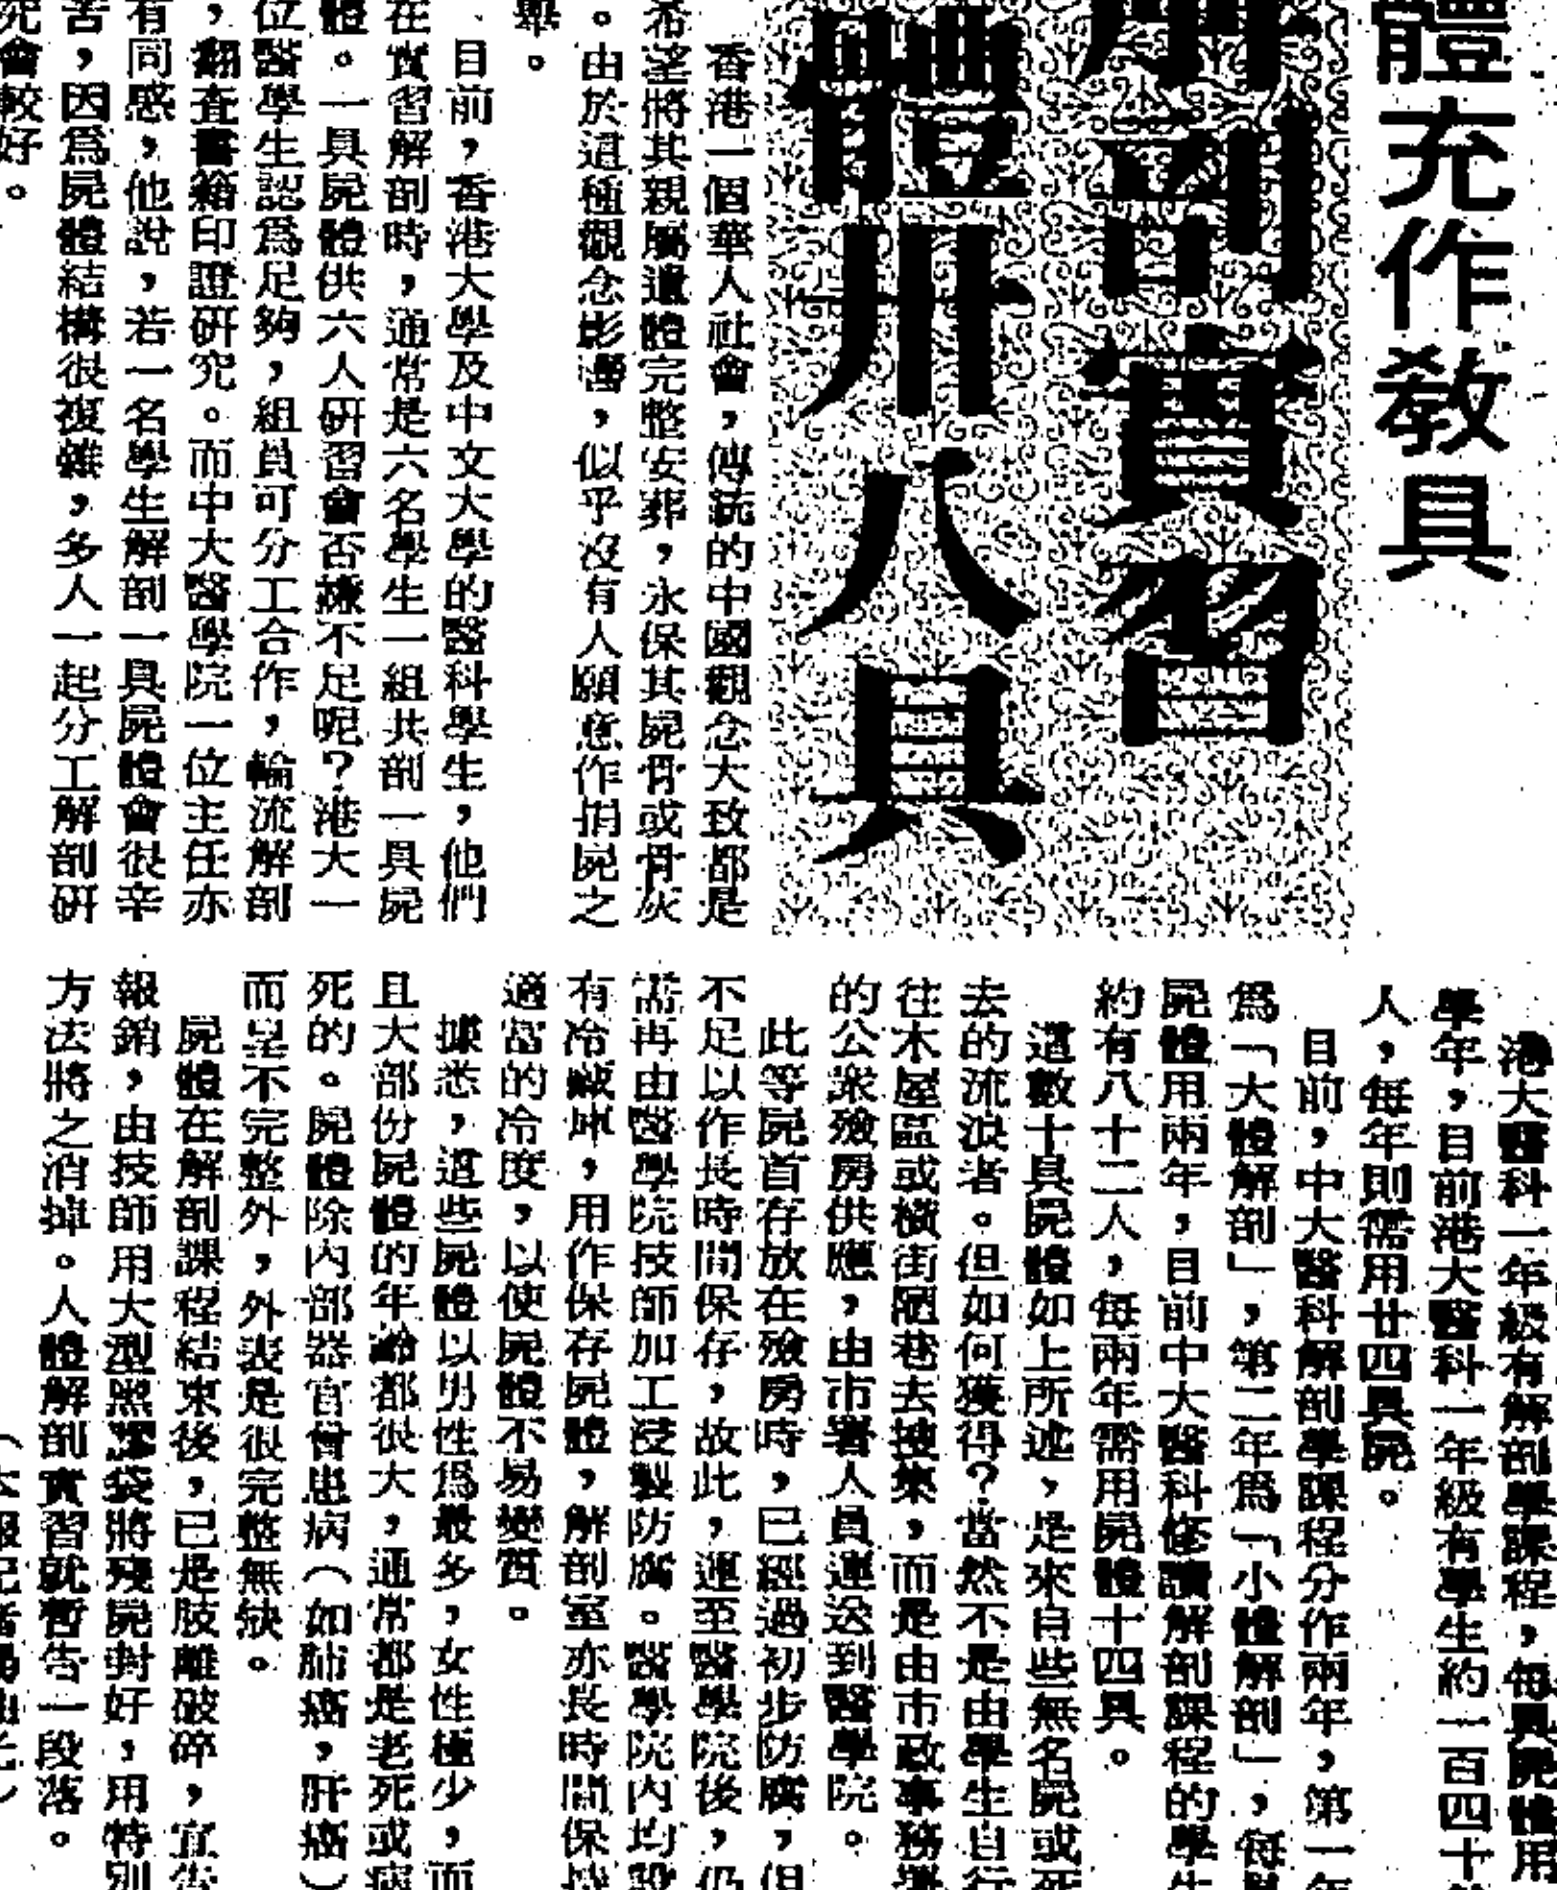 體充作教具
剖實習
體卅八具
香港一個華人社會，傳統的中國觀念大致都是
希望將其親屬遺體完整安葬，永保其屍骨或骨灰
。由於這種觀念影響，似乎沒有人願意作捐屍之
舉。
目前，香港大學及中文大學的醫科學生，他們
在實習解剖時，通常是六名學生一組共剖一具屍
體。一具屍體供六人研習會否嫌不足呢？港大一
位醫學生認爲足夠，組員可分工合作，輪流解剖
，翻查書籍印證研究。而中大醫學院一位主任亦
有同感，他說，若一名學生解剖一具屍體會很辛
苦，因爲屍體結構很複雜，多人一起分工解剖研
究會較好。
港大醫科一年級有解剖學課程，每具屍體用
學年，目前港大醫科一年級有學生約一百四十
人，每年則需用廿四具屍。
目前，中大醫科解剖學課程分作兩年，第一年
爲「大體解剖」，第二年爲「小體解剖」，每具
屍體用兩年，目前中大醫科修讀解剖課程的學生
約有八十二人，每兩年需用屍體十四具。
這數十具屍體如上所述，是來自些無名屍或死
去的流浪者。但如何獲得？當然不是由學生自行
往木屋區或橫街陋巷去搜集，而是由市政事務署
的公衆殮房供應，由市署人員運送到醫學院。
此等屍首存放在殮房時，已經過初步防腐，但
不足以作長時間保存，故此，運至醫學院後，仍
需再由醫學院技師加工浸製防腐。醫學院內均設
有冷藏庫，用作保存屍體，解剖室亦長時間保持
適當的冷度，以使屍體不易變質。
據悉，這些屍體以男性爲最多，女性極少，而
且大部份屍體的年齡都很大，通常都是老死或病
死的。屍體除內部器官曾患病（如肺癌，肝癌）
而呈不完整外，外表是很完整無缺。
屍體在解剖課程結束後，已是肢離破碎，宣告
報銷，由技師用大型黑膠袋將殘屍封好，用特別
方法將之消掉。人體解剖實習就暫告一段落。